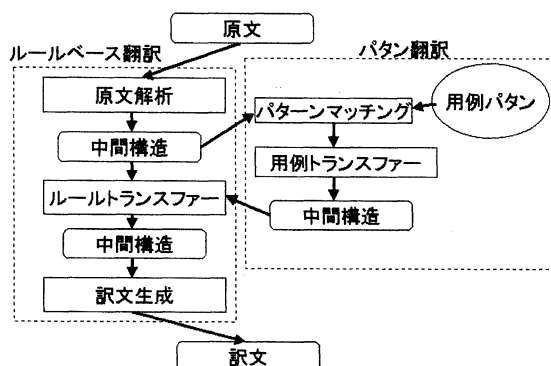 原文
ルールベース翻訳
パタン翻訳
原文解析
パターンマッチング
用例パタン
中間構造
用例トランスファー
ルールトランスファー
中間構造
中間構造
訳文生成
訳文